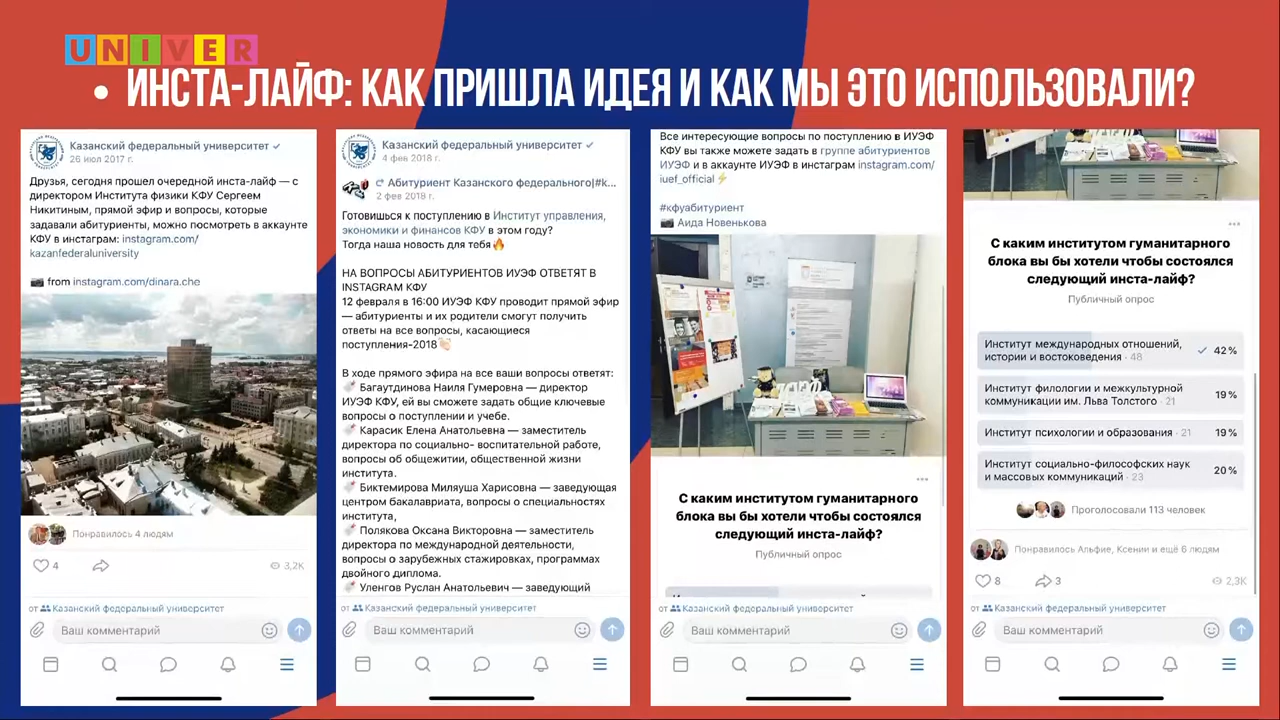 UNIVER
• ИНСТА-ЛАЙФ: КАК ПРИШЛА ИДЕЯ И КАК МЫ ЭТО ИСПОЛЬЗОВАЛИ?
Казанский федеральный университет
26 июл 2017 г.
Друзья, сегодня прошел очередной инста-лайф — с
директором Института физики КФУ Сергеем
Никитиным, прямой эфир и вопросы, которые
задавали абитуриенты, можно посмотреть в аккаунте
КФУ в инстаграм: instagram.com/
kazanfederaluniversity
from instagram.com/dinara.che
Понравилось 4 людям
4
3,2K
от Казанский федеральный университет
Ваш комментарий
Казанский федеральный университет
4 фев 2018 г.
Абитуриент Казанского федерального|#k...
2 фев 2018 г.
Готовишься к поступлению в Институт управления,
экономики и финансов КФУ в этом году?
Тогда наша новость для тебя
НА ВОПРОСЫ АБИТУРИЕНТОВ ИУЭФ ОТВЕТЯТ В
INSTAGRAM КФУ
12 февраля в 16:00 ИУЭФ КФУ проводит прямой эфир
— абитуриенты и их родители смогут получить
ответы на все вопросы, касающиеся
поступления-2018
В ходе прямого эфира на все ваши вопросы ответят:
Багаутдинова Наиля Гумеровна — директор
ИУЭФ КФУ, ей вы сможете задать общие ключевые
вопросы о поступлении и учебе.
Карасик Елена Анатольевна — заместитель
директора по социально- воспитательной работе,
вопросы об общежитии, общественной жизни
института.
Биктемирова Миляуша Харисовна — заведующая
центром бакалавриата, вопросы о специальностях
института,
Полякова Оксана Викторовна — заместитель
директора по международной деятельности,
вопросы о зарубежных стажировках, программах
двойного диплома.
Уленгов Руслан Анатольевич — заведующий
от Казанский федеральный университет
Ваш комментарий
Все интересующие вопросы по поступлению в ИУЭФ
КФУ вы также можете задать в группе абитуриентов
ИУЭФ и в аккаунте ИУЭФ в инстаграм instagram.com/
iuef_official
#кфуабитуриент
Аида Новенькова
С каким институтом гуманитарного
блока вы бы хотели чтобы состоялся
следующий инста-лайф?
Публичный опрос
от Казанский федеральный университет
Ваш комментарий
С каким институтом гуманитарного
блока вы бы хотели чтобы состоялся
следующий инста-лайф?
Публичный опрос
Институт международных отношений,
истории и востоковедения · 48 42%
Институт филологии и межкультурной
коммуникации им. Льва Толстого · 21 19%
Институт психологии и образования · 21 19%
Институт социально-философских наук
и массовых коммуникаций · 23 20%
Проголосовали 113 человек
Понравилось Альфие, Ксении и ещё 6 людям
8 3
2,3K
от Казанский федеральный университет
Ваш комментарий